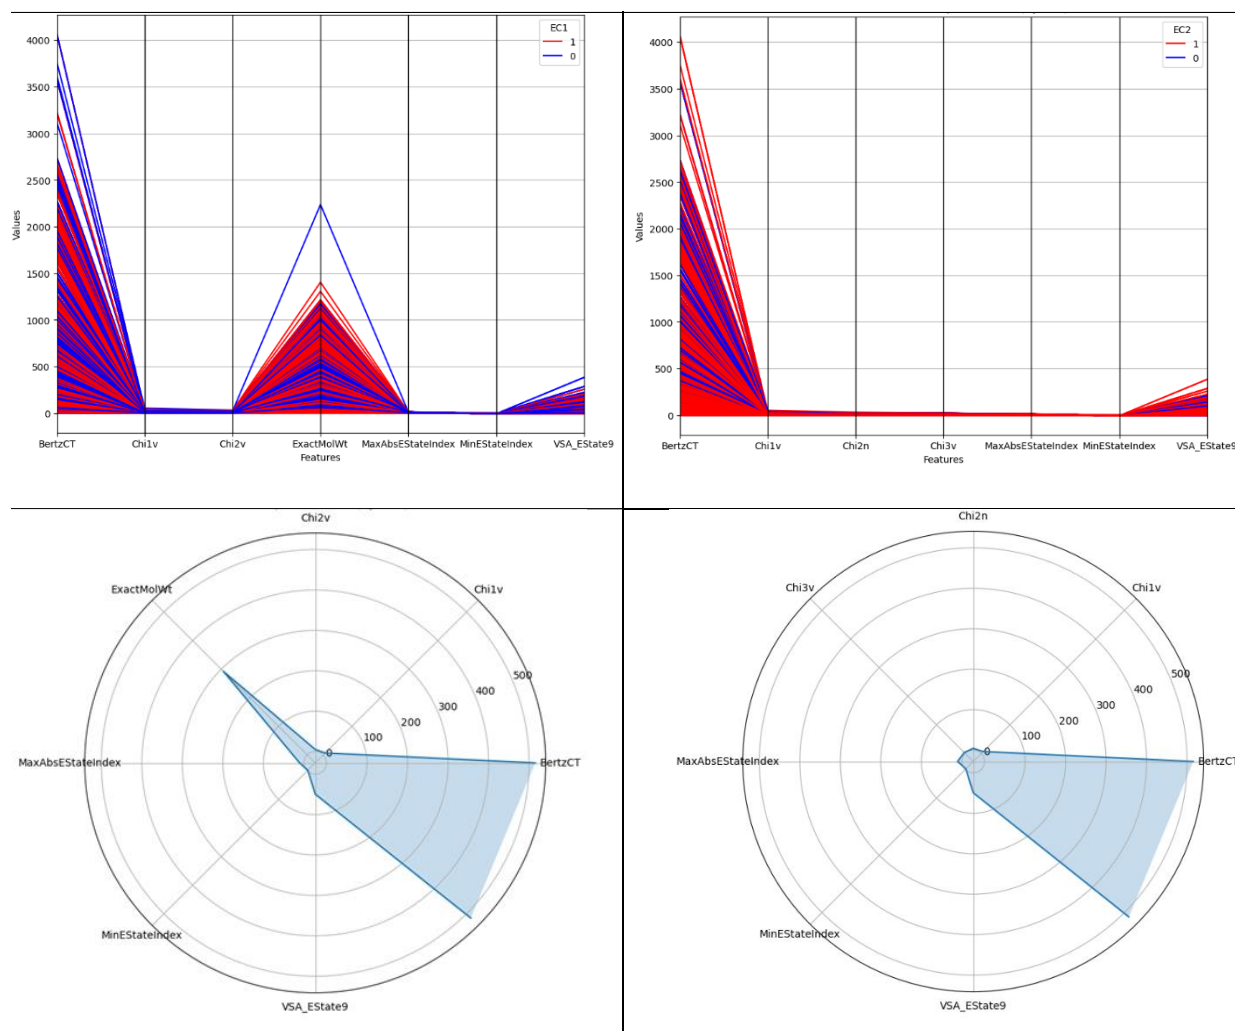 EC1
1
0
4000
3500
3000
2500
2000
1500
1000
500
0
Values
BertzCT
Chi1v
Chi2v
ExactMolWt
MaxAbsEStateIndex
MinEStateIndex
VSA_EState9
Features
EC2
1
0
4000
3500
3000
2500
2000
1500
1000
500
0
Values
BertzCT
Chi1v
Chi2n
Chi3v
MaxAbsEStateIndex
MinEStateIndex
VSA_EState9
Features
Chi2v
ExactMolWt
Chi1v
500
400
300
200
100
0
MaxAbsEStateIndex
BertzCT
MinEStateIndex
VSA_EState9
Chi2n
Chi3v
Chi1v
500
400
300
200
100
0
MaxAbsEStateIndex
BertzCT
MinEStateIndex
VSA_EState9